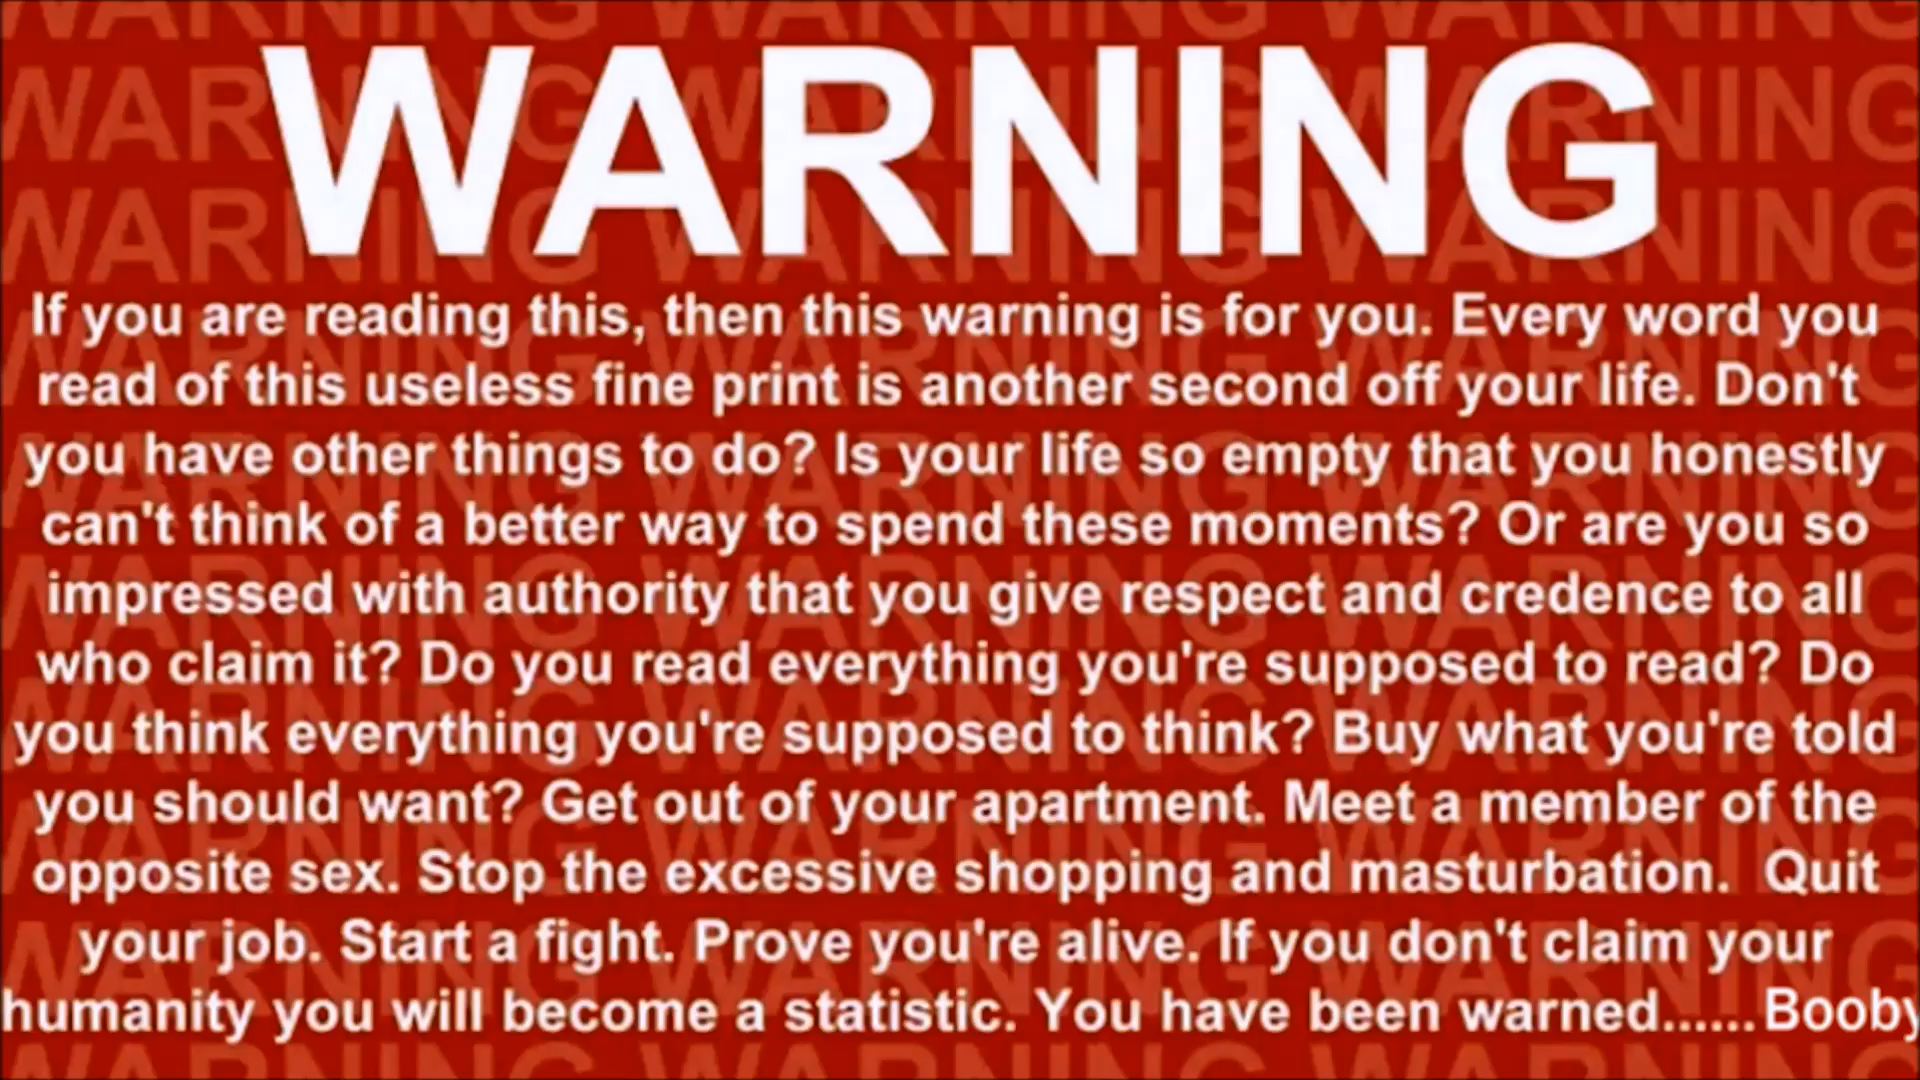 WARNING
If you are reading this, then this warning is for you. Every word you
read of this useless fine print is another second off your life. Don't
you have other things to do? Is your life so empty that you honestly
can't think of a better way to spend these moments? Or are you so
impressed with authority that you give respect and credence to all
who claim it? Do you read everything you're supposed to read? Do
you think everything you're supposed to think? Buy what you're told
you should want? Get out of your apartment. Meet a member of the
opposite sex. Stop the excessive shopping and masturbation. Quit
your job. Start a fight. Prove you're alive. If you don't claim your
humanity you will become a statistic. You have been warned...... Booby